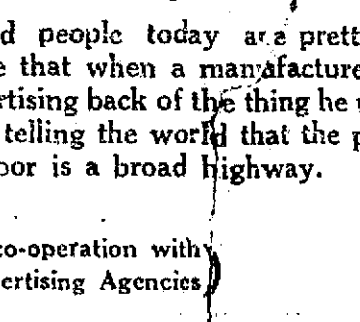 d people today are prett
e that when a manufacture
rtising back of the thing he
telling the world that the p
oor is a broad highway.
co-operation with
ertising Agencies